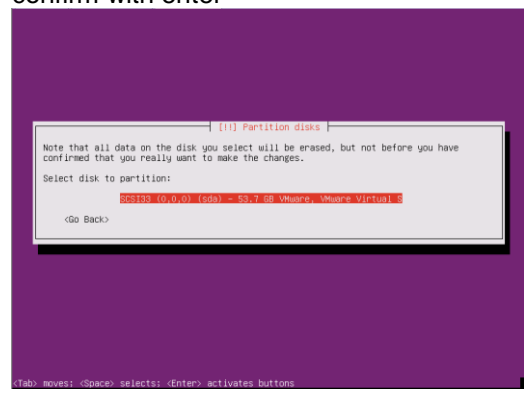 confirm with enter
[!!] Partition disks
Note that all data on the disk you select will be erased, but not before you have
confirmed that you really want to make the changes.
Select disk to partition:
SCSI33 (0,0,0) (sda) - 53.7 GB VMware, VMware Virtual S
<Go Back>
<Tab> moves; <Space> selects; <Enter> activates buttons